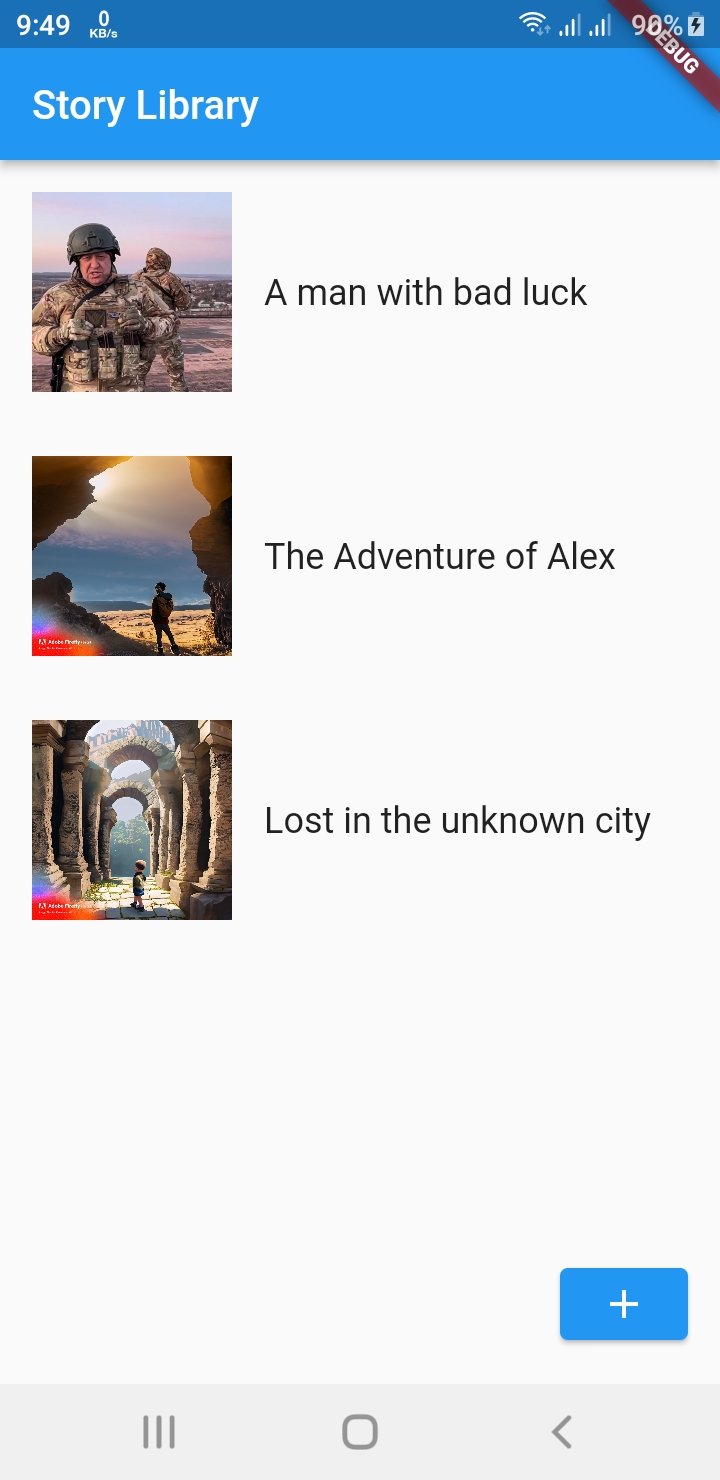 9:49
0
KB/s
90%
DEBUG
Story Library
A man with bad luck
The Adventure of Alex
Adobe Firefly
Lost in the unknown city
Adobe Firefly